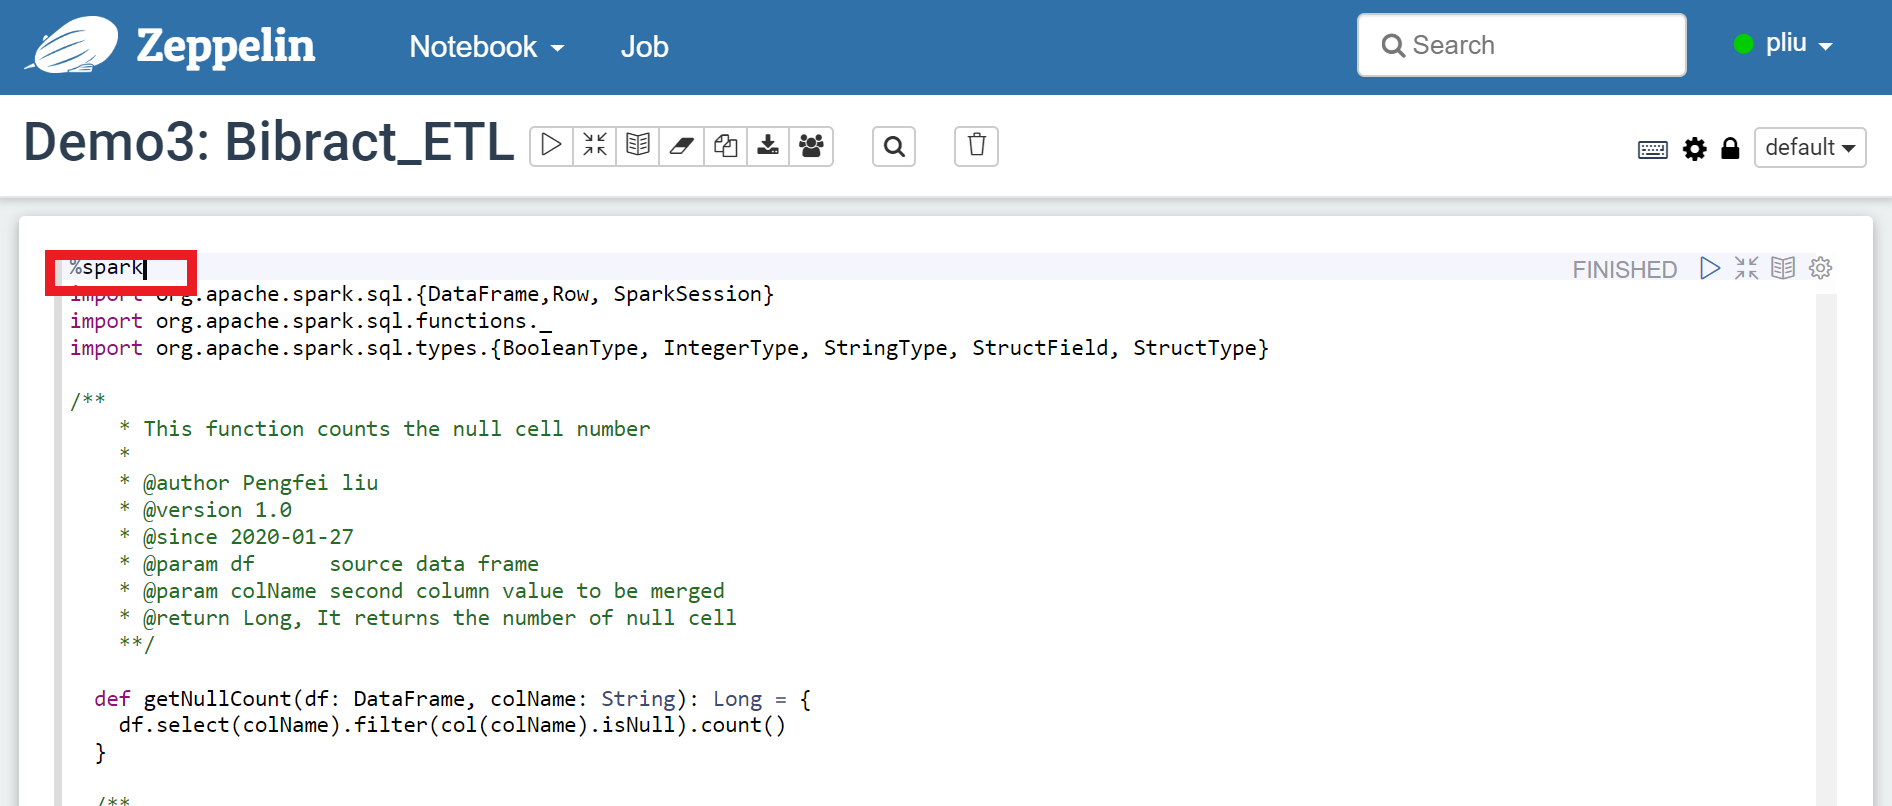 Zeppelin Notebook Job Search pliu
Demo3: Bibract_ETL default
%spark FINISHED
import org.apache.spark.sql.{DataFrame,Row, SparkSession}
import org.apache.spark.sql.functions._
import org.apache.spark.sql.types.{BooleanType, IntegerType, StringType, StructField, StructType}
/**
* This function counts the null cell number
*
* @author Pengfei liu
* @version 1.0
* @since 2020-01-27
* @param df      source data frame
* @param colName second column value to be merged
* @return Long, It returns the number of null cell
**/
def getNullCount(df: DataFrame, colName: String): Long = {
df.select(colName).filter(col(colName).isNull).count()
}
/**